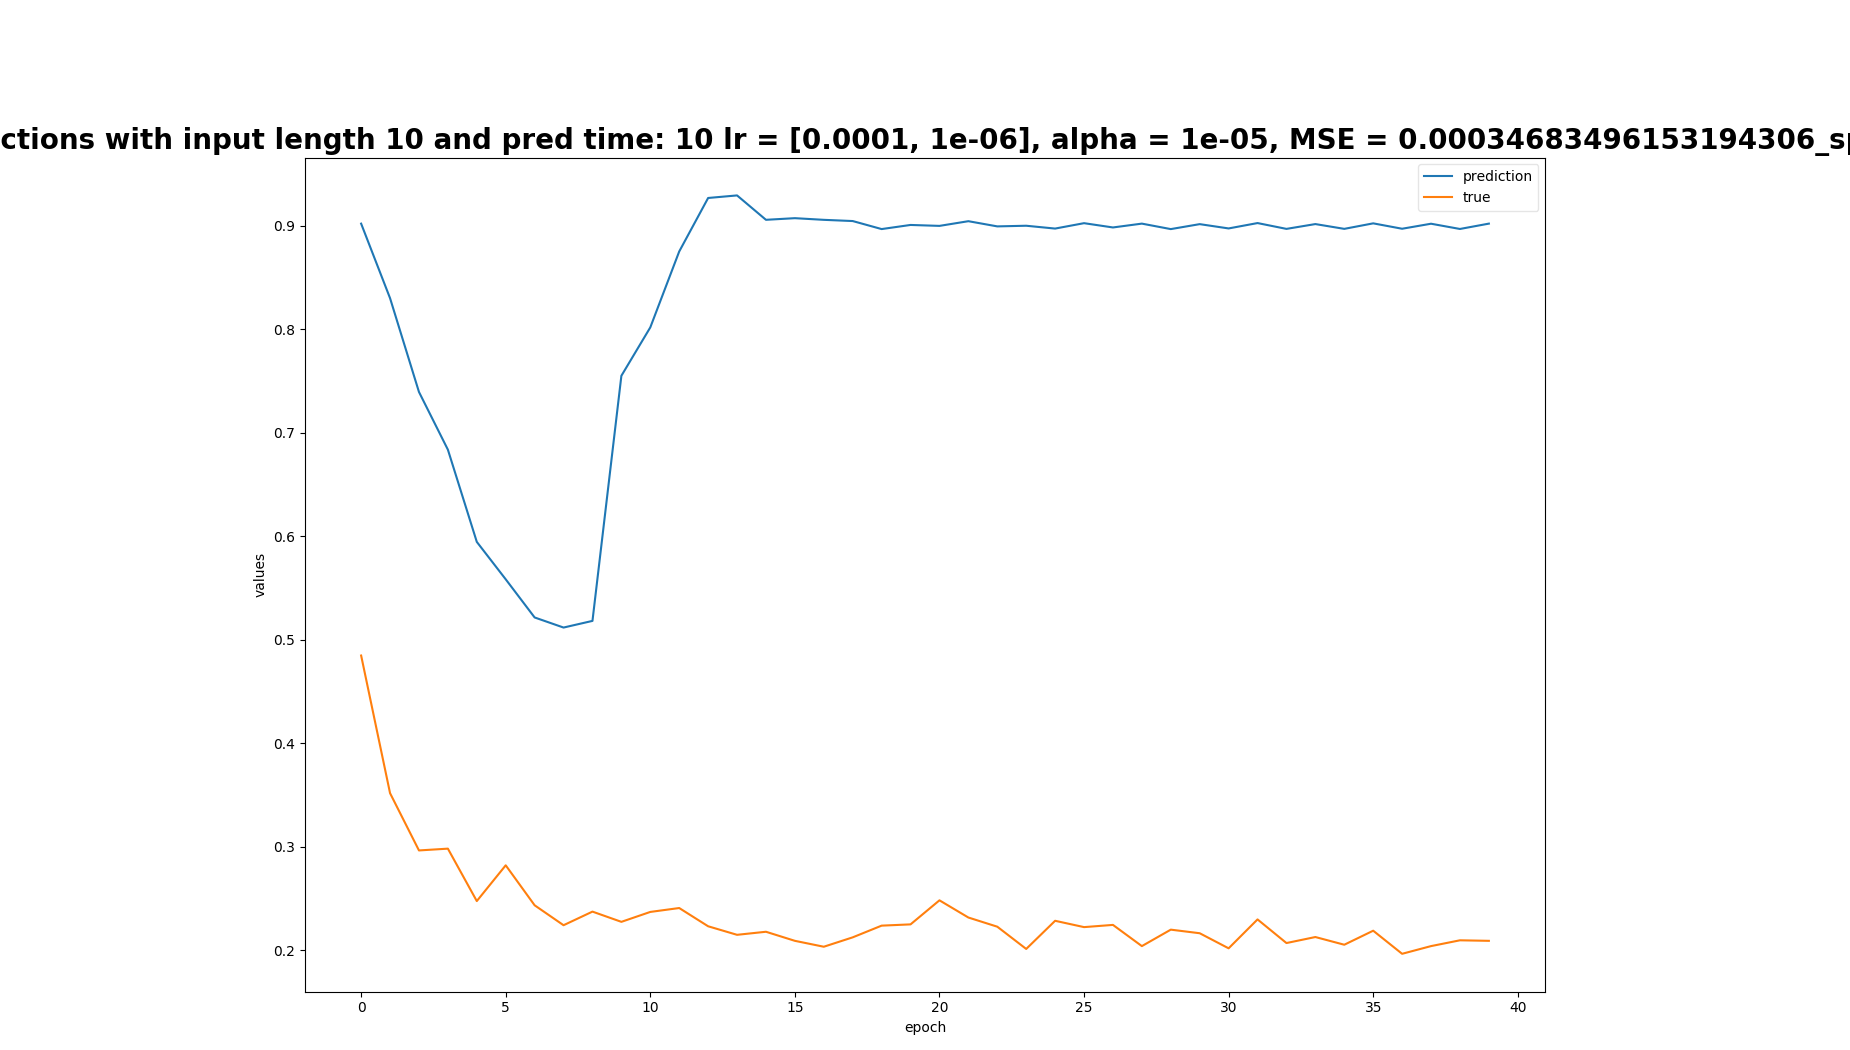 ctions with input length 10 and pred time: 10 lr = [0.0001, 1e-06], alpha = 1e-05, MSE = 0.00034683496153194306_sp
prediction
true
0.9
0.8
0.7
0.6
0.5
0.4
0.3
0.2
values
0 5 10 15 20 25 30 35 40
epoch